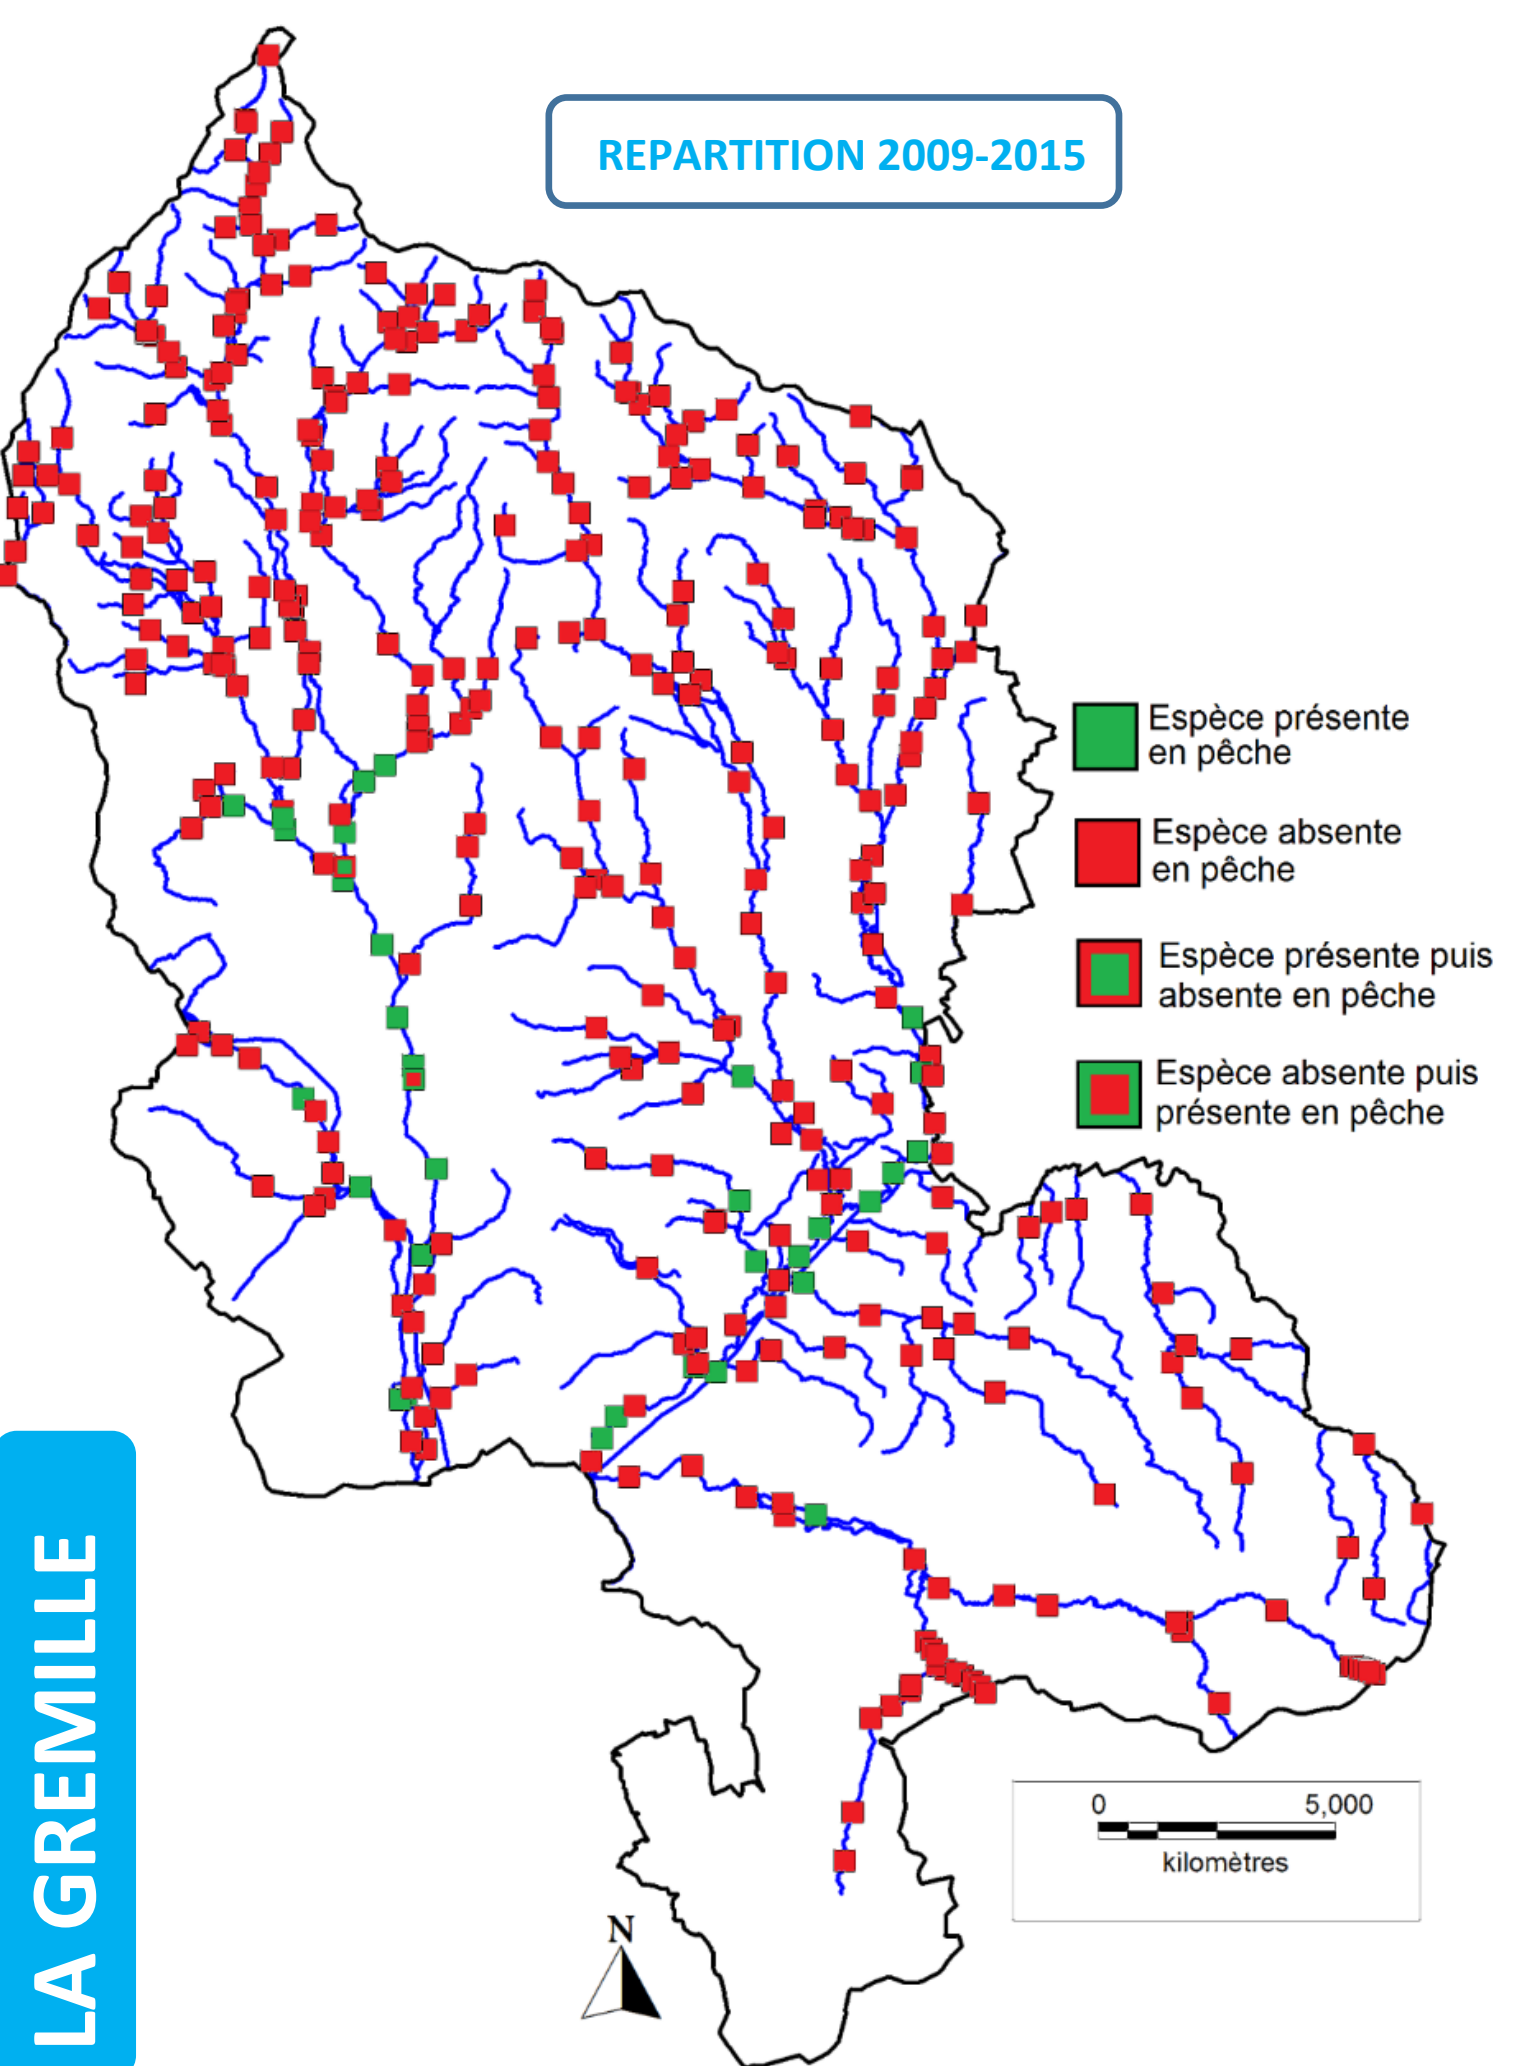 REPARTITION 2009-2015
Espèce présente
en pêche
Espèce absente
en pêche
Espèce présente puis
absente en pêche
Espèce absente puis
présente en pêche
LA GREMILLE
0 5,000
kilomètres
N